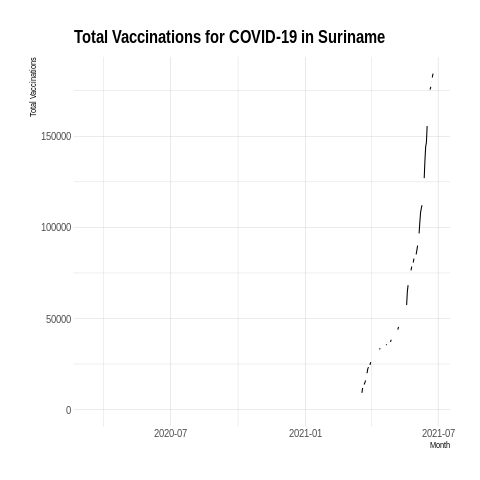 Total Vaccinations for COVID-19 in Suriname
Total Vaccinations
150000
100000
50000
0
2020-07
2021-01
2021-07
Month